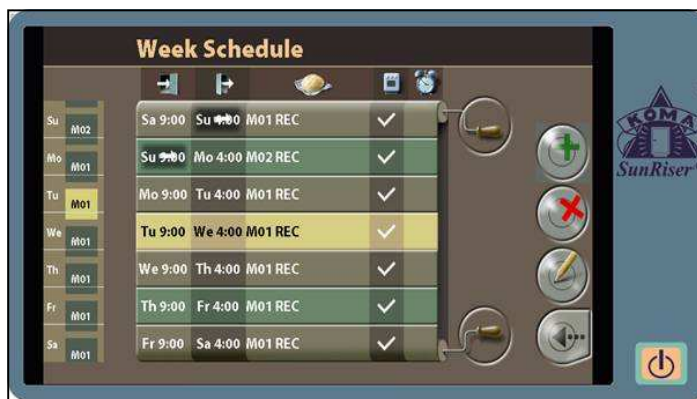 Week Schedule
Su M02
Mo M01
Tu M01
We M01
Th M01
Fr M01
Sa M01
Sa 9:00 Su M01 REC
Su Mo 4:00 M02 REC
Mo 9:00 Tu 4:00 M01 REC
Tu 9:00 We 4:00 M01 REC
We 9:00 Th 4:00 M01 REC
Th 9:00 Fr 4:00 M01 REC
Fr 9:00 Sa 4:00 M01 REC
KOMA
SunRiser